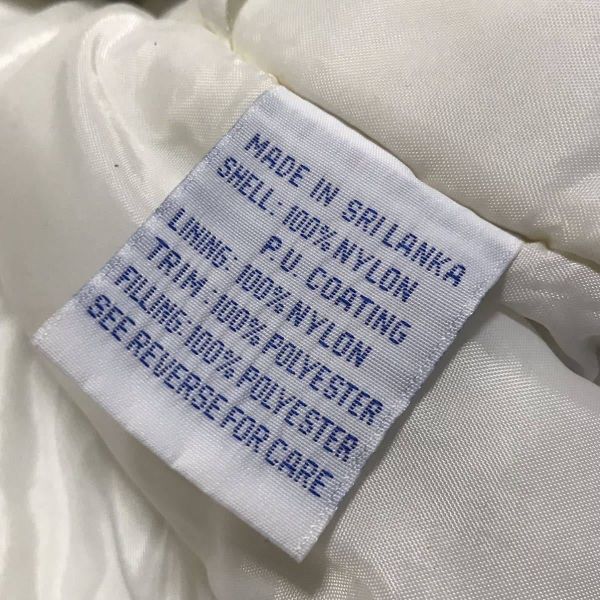 MADE IN SRI LANKA
SHELL: 100% NYLON
P.U. COATING
LINING: 100% NYLON
TRIM: 100% POLYESTER
FILLING: 100% POLYESTER
SEE REVERSE FOR CARE